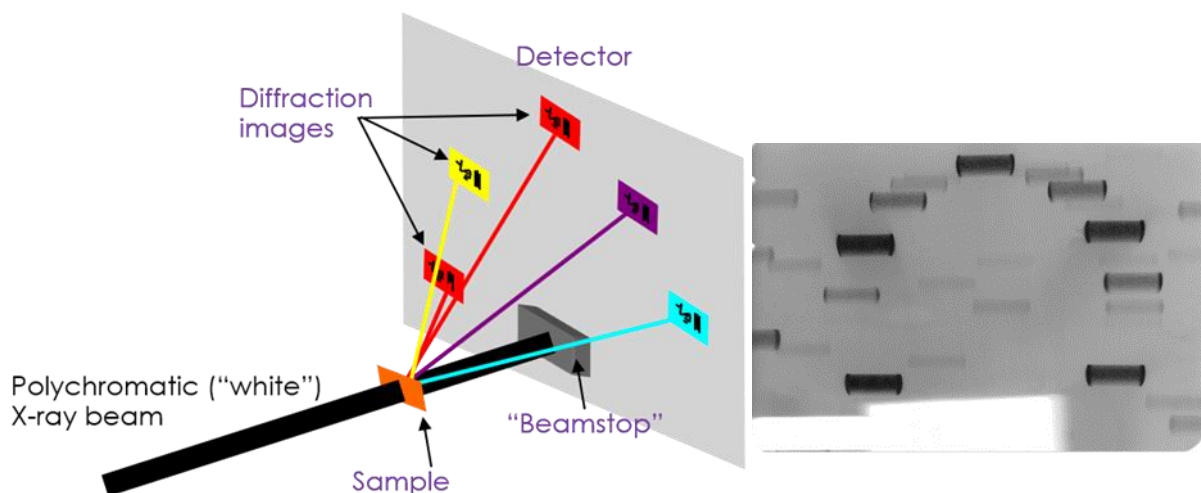 Detector
Diffraction
images
Polychromatic (“white”)
X-ray beam
“Beamstop”
Sample